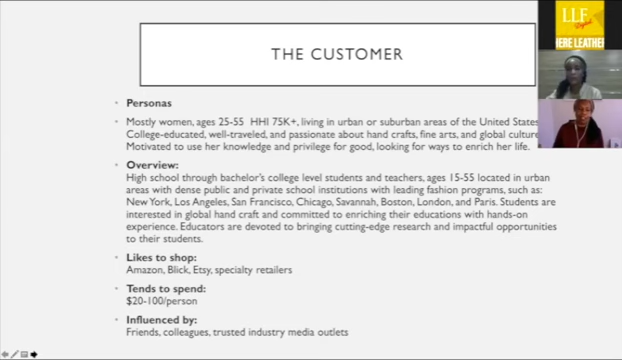 THE CUSTOMER
LLF
HERE LEATHER
Personas
Mostly women, ages 25-55 HHI 75K+, living in urban or suburban areas of the United States
College-educated, well-traveled, and passionate about hand crafts, fine arts, and global culture
Motivated to use her knowledge and privilege for good, looking for ways to enrich her life.
Overview:
High school through bachelor's college level students and teachers, ages 15-55 located in urban
areas with dense public and private school institutions with leading fashion programs, such as:
New York, Los Angeles, San Francisco, Chicago, Savannah, Boston, London, and Paris. Students are
interested in global hand craft and committed to enriching their educations with hands-on
experience. Educators are devoted to bringing cutting-edge research and impactful opportunities
to their students.
Likes to shop:
Amazon, Blick, Etsy, specialty retailers
Tends to spend:
$20-100/person
Influenced by:
Friends, colleagues, trusted industry media outlets